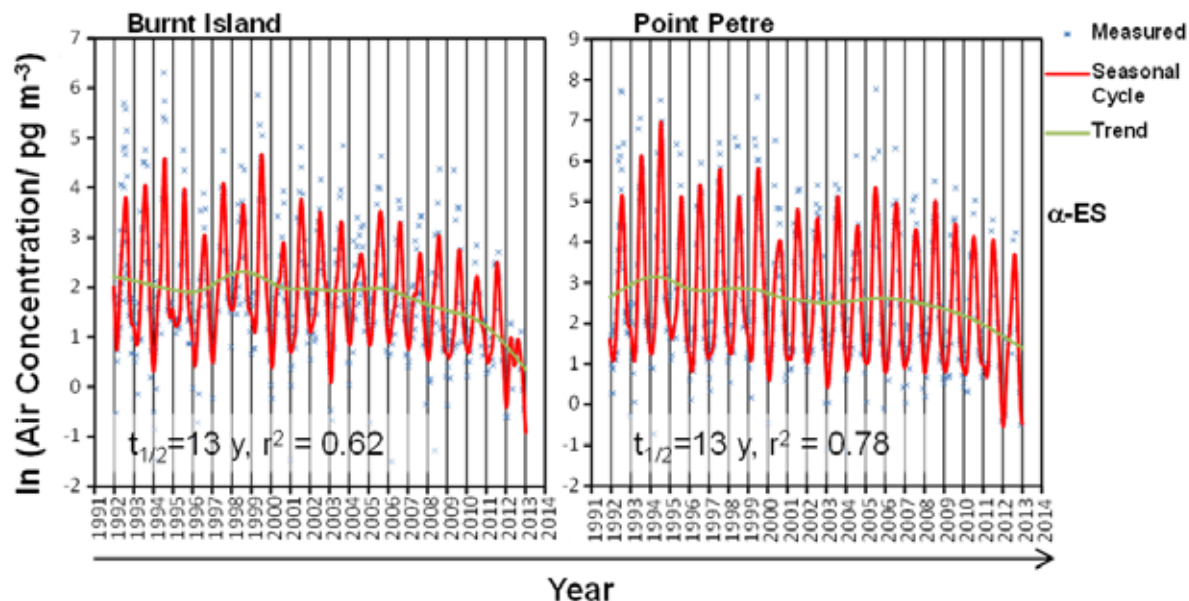 Burnt Island
Point Petre
Measured
Seasonal
Cycle
Trend
α-ES
ln (Air Concentration/ pg m⁻³)
7
6
5
4
3
2
1
0
-1
-2
t₁/₂=13 y, r² = 0.62
1991 1992 1993 1994 1995 1996 1997 1998 1999 2000 2001 2002 2003 2004 2005 2006 2007 2008 2009 2010 2011 2012 2013 2014
9
8
7
6
5
4
3
2
1
0
-1
-2
t₁/₂=13 y, r² = 0.78
1991 1992 1993 1994 1995 1996 1997 1998 1999 2000 2001 2002 2003 2004 2005 2006 2007 2008 2009 2010 2011 2012 2013 2014
Year